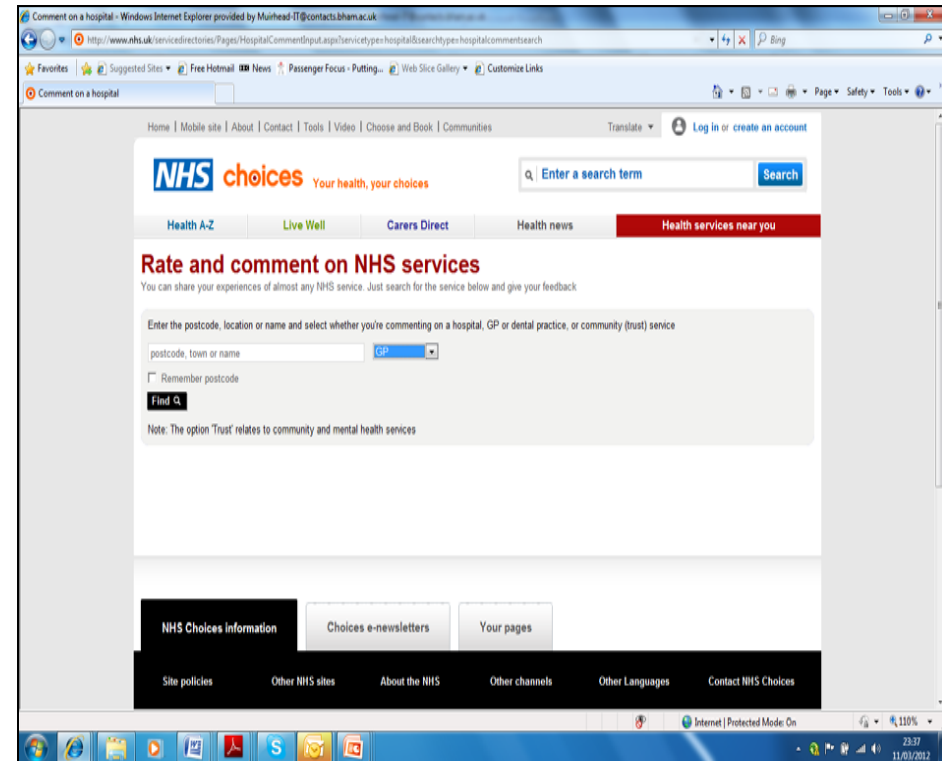 Comment on a hospital - Windows Internet Explorer provided by Muirhead-IT@contacts.bham.ac.uk
http://www.nhs.uk/servicedirectories/Pages/HospitalCommentInput.aspx?servicetype=hospital&searchtype=hospitalcommentsearch
Bing
Favorites Suggested Sites Free Hotmail News Passenger Focus - Putting... Web Slice Gallery Customize Links
Comment on a hospital Page Safety Tools
Home | Mobile site | About | Contact | Tools | Video | Choose and Book | Communities Translate Log in or create an account
NHS choices Your health, your choices Enter a search term Search
Health A-Z Live Well Carers Direct Health news Health services near you
Rate and comment on NHS services
You can share your experiences of almost any NHS service. Just search for the service below and give your feedback
Enter the postcode, location or name and select whether you're commenting on a hospital, GP or dental practice, or community (trust) service
postcode, town or name GP
Remember postcode
Find
Note: The option 'Trust' relates to community and mental health services
NHS Choices information Choices e-newsletters Your pages
Site policies Other NHS sites About the NHS Other channels Other Languages Contact NHS Choices
Internet | Protected Mode: On 110%
23:37
11/03/2012